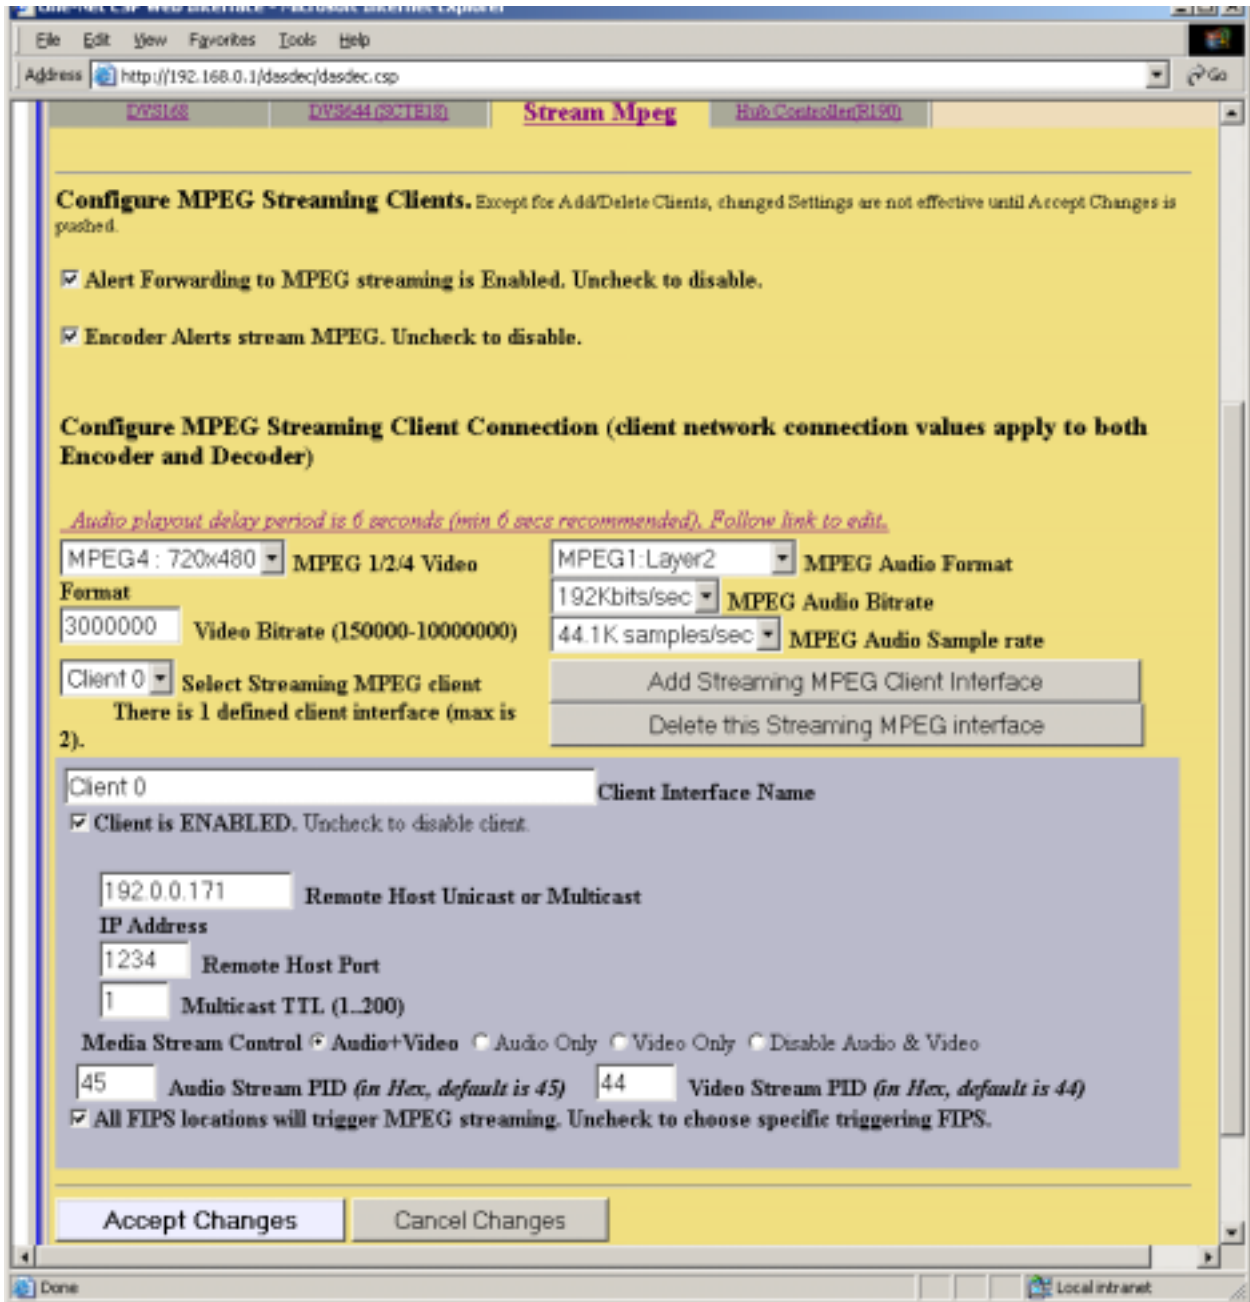 One-Net CSP Web Interface - Microsoft Internet Explorer
File Edit View Favorites Tools Help
Address http://192.168.0.1/dasdec/dasdec.csp Go
DVS168 DVS644 (SCTE18) Stream Mpeg Hub Controller(R190)
Configure MPEG Streaming Clients. Except for Add/Delete Clients, changed Settings are not effective until Accept Changes is
pushed.
Alert Forwarding to MPEG streaming is Enabled. Uncheck to disable.
Encoder Alerts stream MPEG. Uncheck to disable.
Configure MPEG Streaming Client Connection (client network connection values apply to both
Encoder and Decoder)
Audio playout delay period is 6 seconds (min 6 secs recommended). Follow link to edit.
MPEG4 : 720x480 MPEG 1/2/4 Video
Format
3000000 Video Bitrate (150000-10000000)
MPEG1:Layer2 MPEG Audio Format
192Kbits/sec MPEG Audio Bitrate
44.1K samples/sec MPEG Audio Sample rate
Client 0 Select Streaming MPEG client
There is 1 defined client interface (max is
2).
Add Streaming MPEG Client Interface
Delete this Streaming MPEG interface
Client 0 Client Interface Name
Client is ENABLED. Uncheck to disable client.
192.0.0.171 Remote Host Unicast or Multicast
IP Address
1234 Remote Host Port
1 Multicast TTL (1..200)
Media Stream Control Audio+Video Audio Only Video Only Disable Audio & Video
45 Audio Stream PID (in Hex, default is 45) 44 Video Stream PID (in Hex, default is 44)
All FIPS locations will trigger MPEG streaming. Uncheck to choose specific triggering FIPS.
Accept Changes Cancel Changes
Done Local intranet